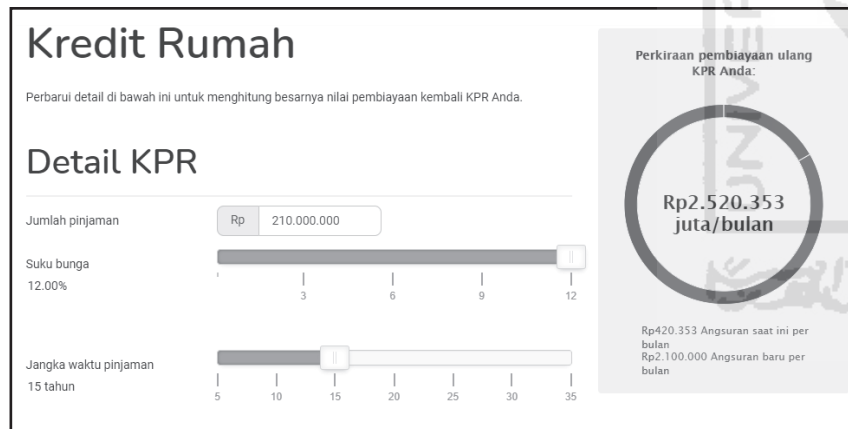 Kredit Rumah
Perbarui detail di bawah ini untuk menghitung besarnya nilai pembiayaan kembali KPR Anda.
Detail KPR
Jumlah pinjaman
Rp 210.000.000
Suku bunga
12.00%
3 6 9 12
Jangka waktu pinjaman
15 tahun
5 10 15 20 25 30 35
Perkiraan pembiayaan ulang
KPR Anda:
Rp2.520.353
juta/bulan
Rp420.353 Angsuran saat ini per
bulan
Rp2.100.000 Angsuran baru per
bulan